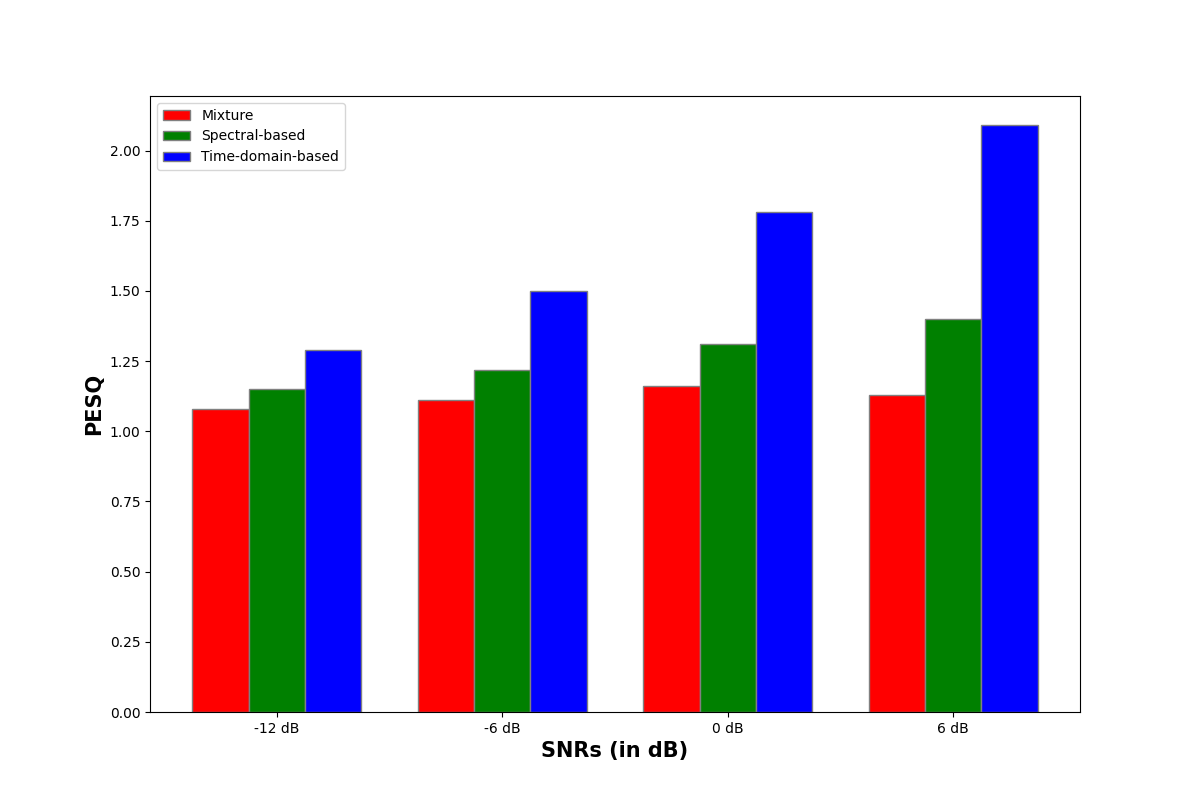 Mixture
Spectral-based
Time-domain-based
PESQ
2.00
1.75
1.50
1.25
1.00
0.75
0.50
0.25
0.00
-12 dB -6 dB 0 dB 6 dB
SNRs (in dB)